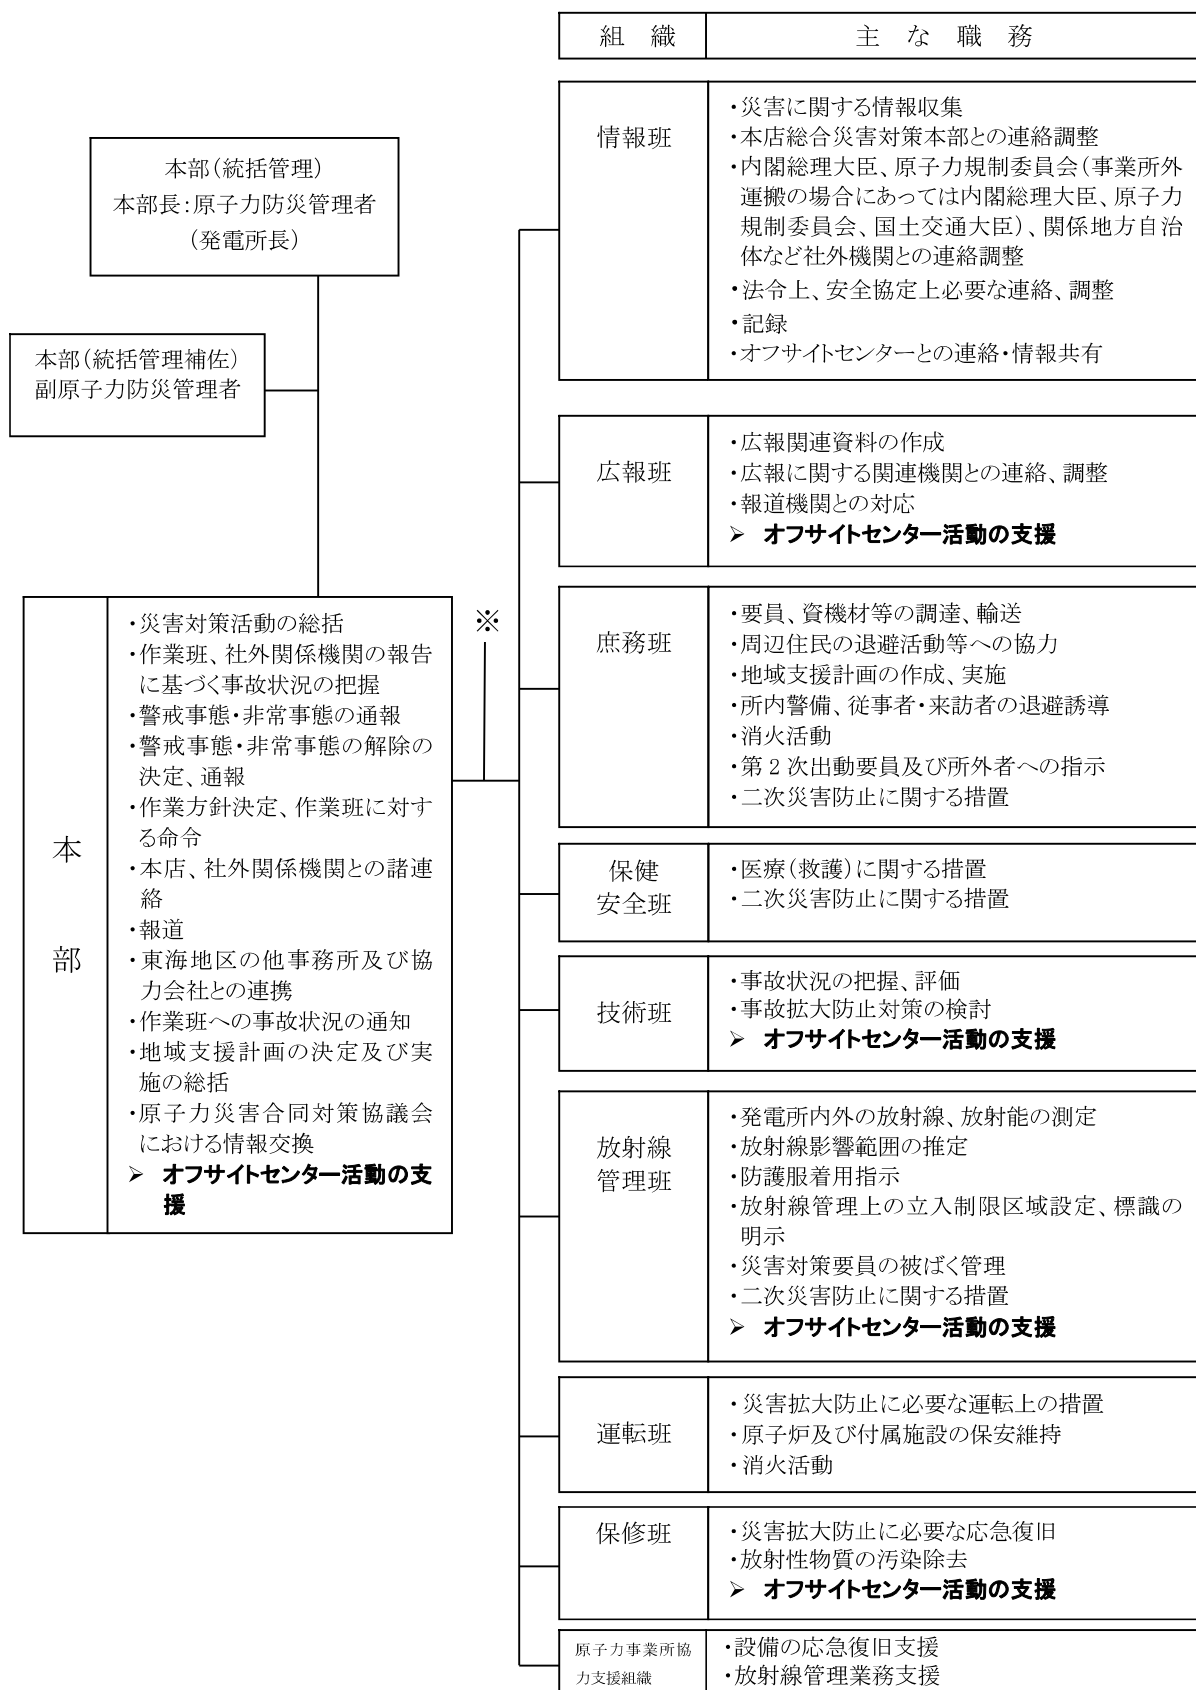 組　織　主　な　職　務
本部（統括管理）
本部長：原子力防災管理者
（発電所長）
本部（統括管理補佐）
副原子力防災管理者
本
部
・災害対策活動の総括
・作業班、社外関係機関の報告
に基づく事故状況の把握
・警戒事態・非常事態の通報
・警戒事態・非常事態の解除の
決定、通報
・作業方針決定、作業班に対す
る命令
・本店、社外関係機関との諸連
絡
・報道
・東海地区の他事務所及び協
力会社との連携
・作業班への事故状況の通知
・地域支援計画の決定及び実
施の総括
・原子力災害合同対策協議会
における情報交換
➢ オフサイトセンター活動の支
援
※
情報班
・災害に関する情報収集
・本店総合災害対策本部との連絡調整
・内閣総理大臣、原子力規制委員会（事業所外
運搬の場合にあっては内閣総理大臣、原子力
規制委員会、国土交通大臣）、関係地方自治
体など社外機関との連絡調整
・法令上、安全協定上必要な連絡、調整
・記録
・オフサイトセンターとの連絡・情報共有
広報班
・広報関連資料の作成
・広報に関する関連機関との連絡、調整
・報道機関との対応
➢ オフサイトセンター活動の支援
庶務班
・要員、資機材等の調達、輸送
・周辺住民の退避活動等への協力
・地域支援計画の作成、実施
・所内警備、従事者・来訪者の退避誘導
・消火活動
・第２次出動要員及び所外者への指示
・二次災害防止に関する措置
保健
安全班
・医療（救護）に関する措置
・二次災害防止に関する措置
技術班
・事故状況の把握、評価
・事故拡大防止対策の検討
➢ オフサイトセンター活動の支援
放射線
管理班
・発電所内外の放射線、放射能の測定
・放射線影響範囲の推定
・防護服着用指示
・放射線管理上の立入制限区域設定、標識の
明示
・災害対策要員の被ばく管理
・二次災害防止に関する措置
➢ オフサイトセンター活動の支援
運転班
・災害拡大防止に必要な運転上の措置
・原子炉及び付属施設の保安維持
・消火活動
保修班
・災害拡大防止に必要な応急復旧
・放射性物質の汚染除去
➢ オフサイトセンター活動の支援
原子力事業所協
力支援組織
・設備の応急復旧支援
・放射線管理業務支援